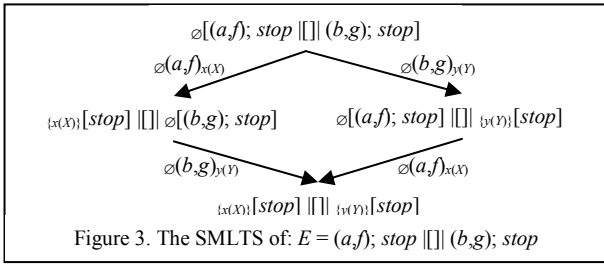 ∅[(a,f); stop |[]| (b,g); stop]
∅(a,f)x(X) ∅(b,g)y(Y)
{x(X)}[stop] |[]| ∅[(b,g); stop] ∅[(a,f); stop] |[]| {y(Y)}[stop]
∅(b,g)y(Y) ∅(a,f)x(X)
{x(X)}[stop] |[]| {y(Y)}[stop]
Figure 3. The SMLTS of: E = (a,f); stop |[]| (b,g); stop